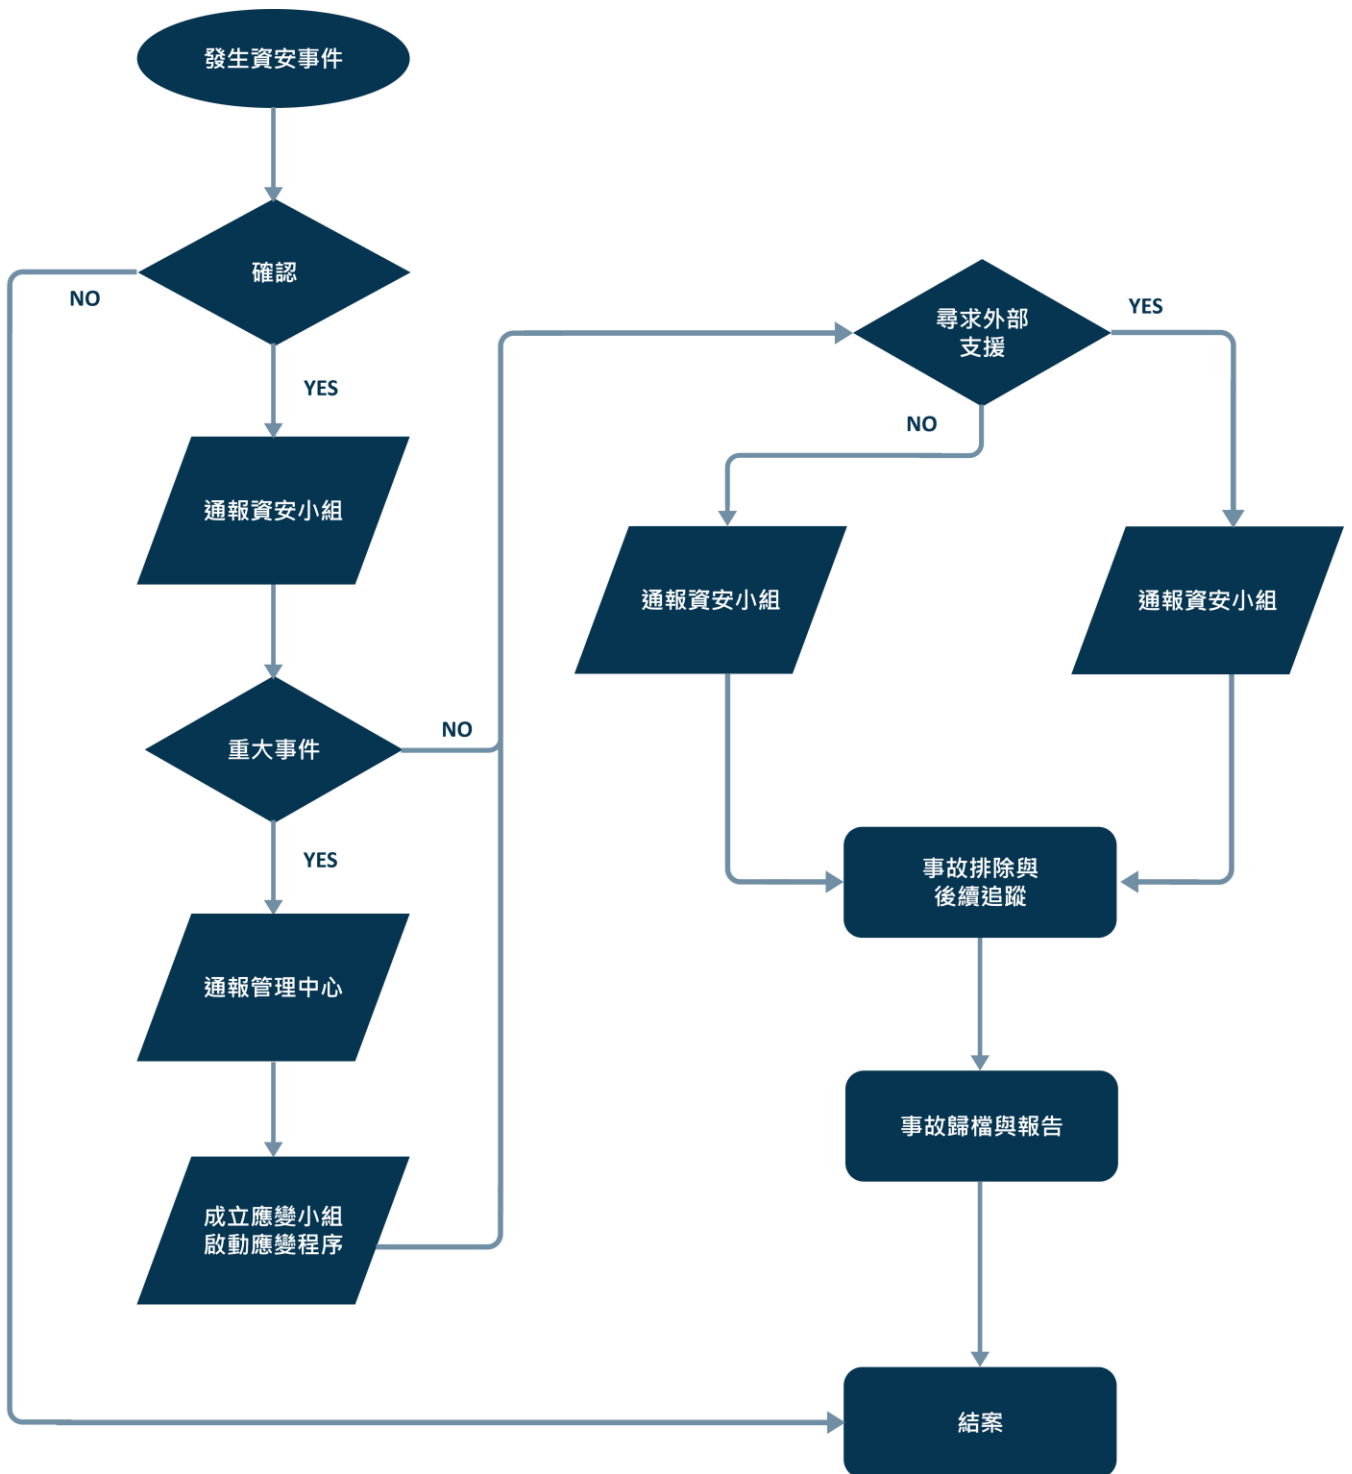 發生資安事件
確認
NO
YES
通報資安小組
重大事件
NO
YES
通報管理中心
成立應變小組
啟動應變程序
尋求外部
支援
YES
NO
通報資安小組
通報資安小組
事故排除與
後續追蹤
事故歸檔與報告
結案